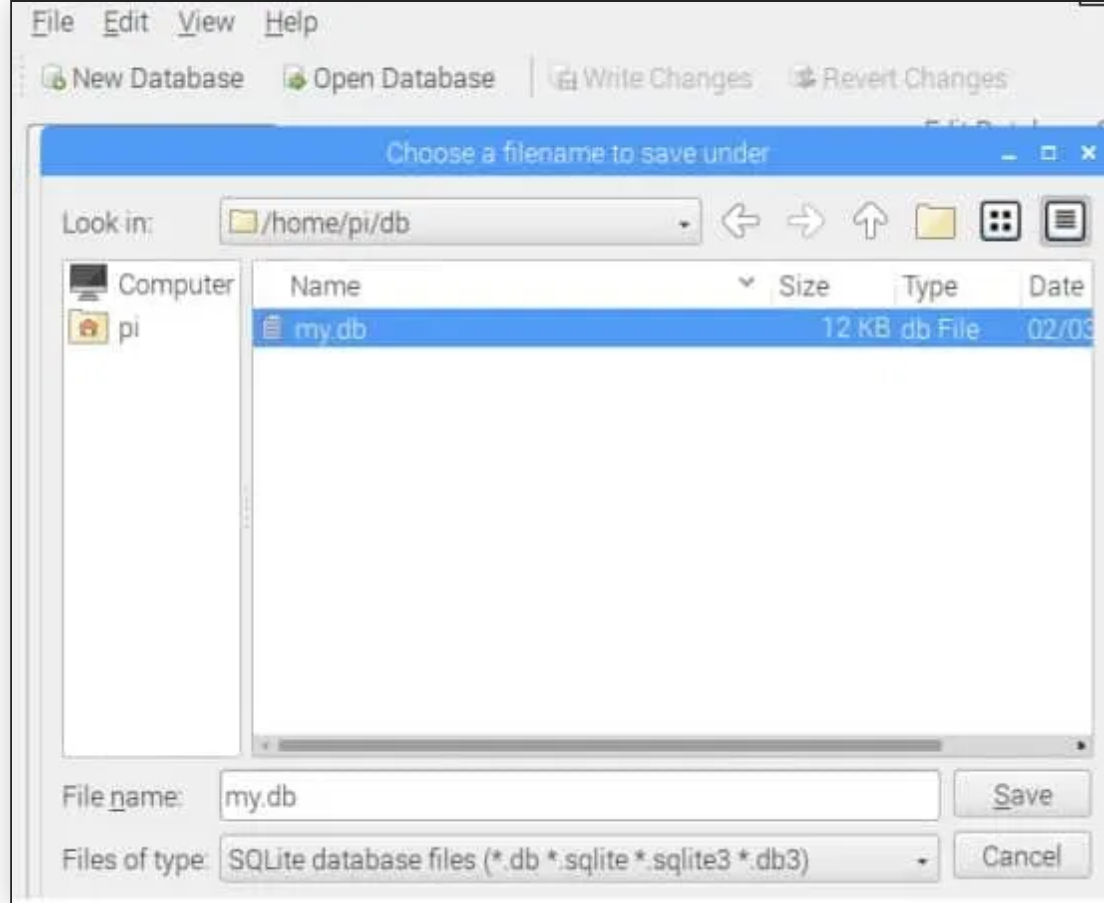 File Edit View Help
New Database Open Database Write Changes Revert Changes
Choose a filename to save under
Look in: /home/pi/db
Computer
pi
Name Size Type Date
my.db 12 KB db File 02/03
File name: my.db Save
Files of type: SQLite database files (*.db *.sqlite *.sqlite3 *.db3) Cancel